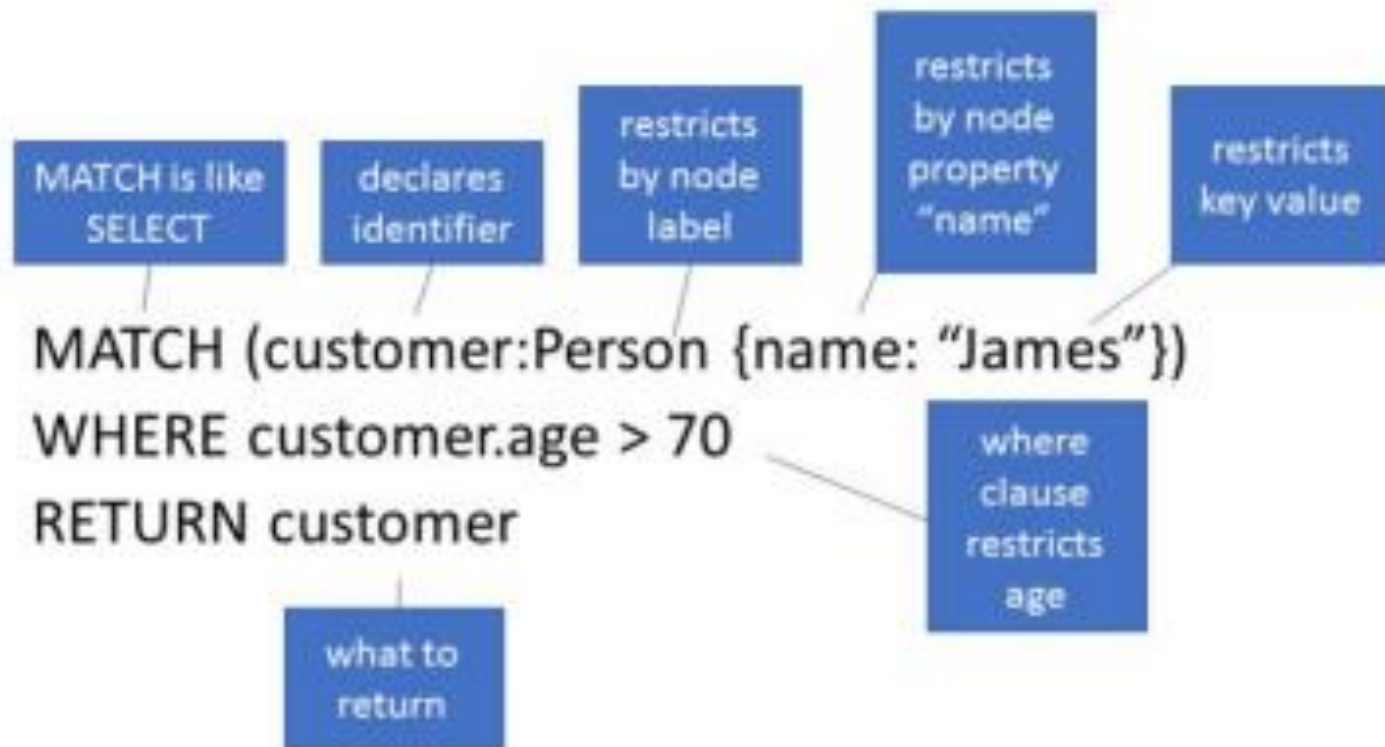 MATCH is like
SELECT
declares
identifier
restricts
by node
label
restricts
by node
property
“name”
restricts
key value
MATCH (customer:Person {name: “James”})
WHERE customer.age > 70
RETURN customer
where
clause
restricts
age
what to
return